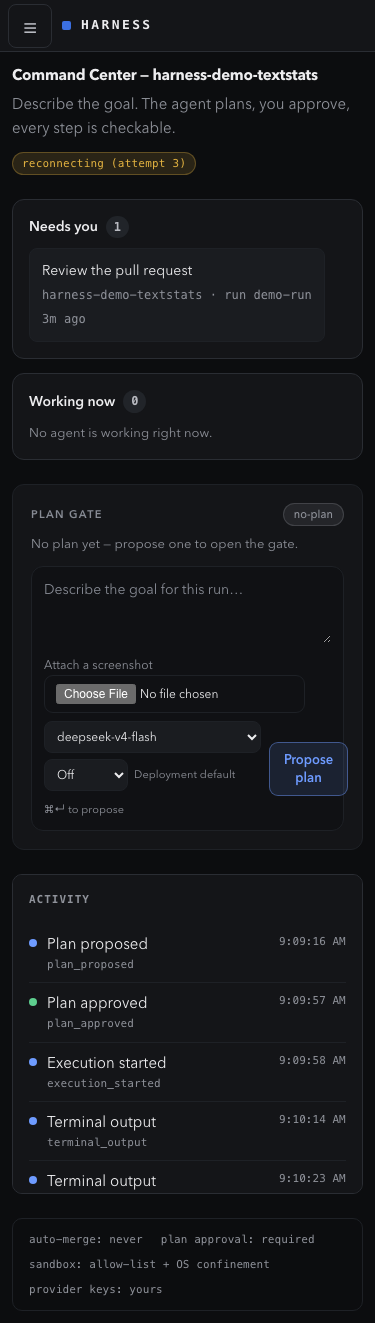 HARNESS
Command Center — harness-demo-textstats
Describe the goal. The agent plans, you approve,
every step is checkable.
reconnecting (attempt 3)
Needs you 1
Review the pull request
harness-demo-textstats · run demo-run
3m ago
Working now 0
No agent is working right now.
PLAN GATE no-plan
No plan yet — propose one to open the gate.
Describe the goal for this run…
Attach a screenshot
Choose File No file chosen
deepseek-v4-flash
Propose
plan
Off Deployment default
⌘↵ to propose
ACTIVITY
Plan proposed 9:09:16 AM
plan_proposed
Plan approved 9:09:57 AM
plan_approved
Execution started 9:09:58 AM
execution_started
Terminal output 9:10:14 AM
terminal_output
Terminal output 9:10:23 AM
auto-merge: never plan approval: required
sandbox: allow-list + OS confinement
provider keys: yours